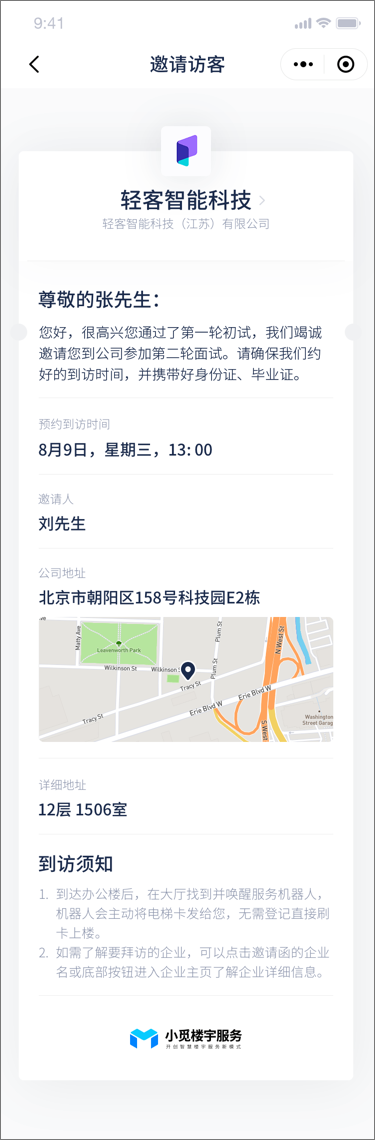 9:41
邀请访客
轻客智能科技
轻客智能科技（江苏）有限公司
尊敬的张先生：
您好，很高兴您通过了第一轮初试，我们竭诚
邀请您到公司参加第二轮面试。请确保我们约
好的到访时间，并携带好身份证、毕业证。
预约到访时间
8月9日，星期三，13: 00
邀请人
刘先生
公司地址
北京市朝阳区158号科技园E2栋
Matty Ave
Leavenworth Park
Wilkinson St
Wilkinson S
Plum St
Plum St
N West St
Tracy St
Tracy St
Erie Blvd W
Erie Blvd W
S West St
Washington
Street Garag
详细地址
12层 1506室
到访须知
1. 到达办公楼后，在大厅找到并唤醒服务机器人，
机器人会主动将电梯卡发给您，无需登记直接刷
卡上楼。
2. 如需了解要拜访的企业，可以点击邀请函的企业
名或底部按钮进入企业主页了解企业详细信息。
小觅楼宇服务
开创智慧楼宇服务新模式